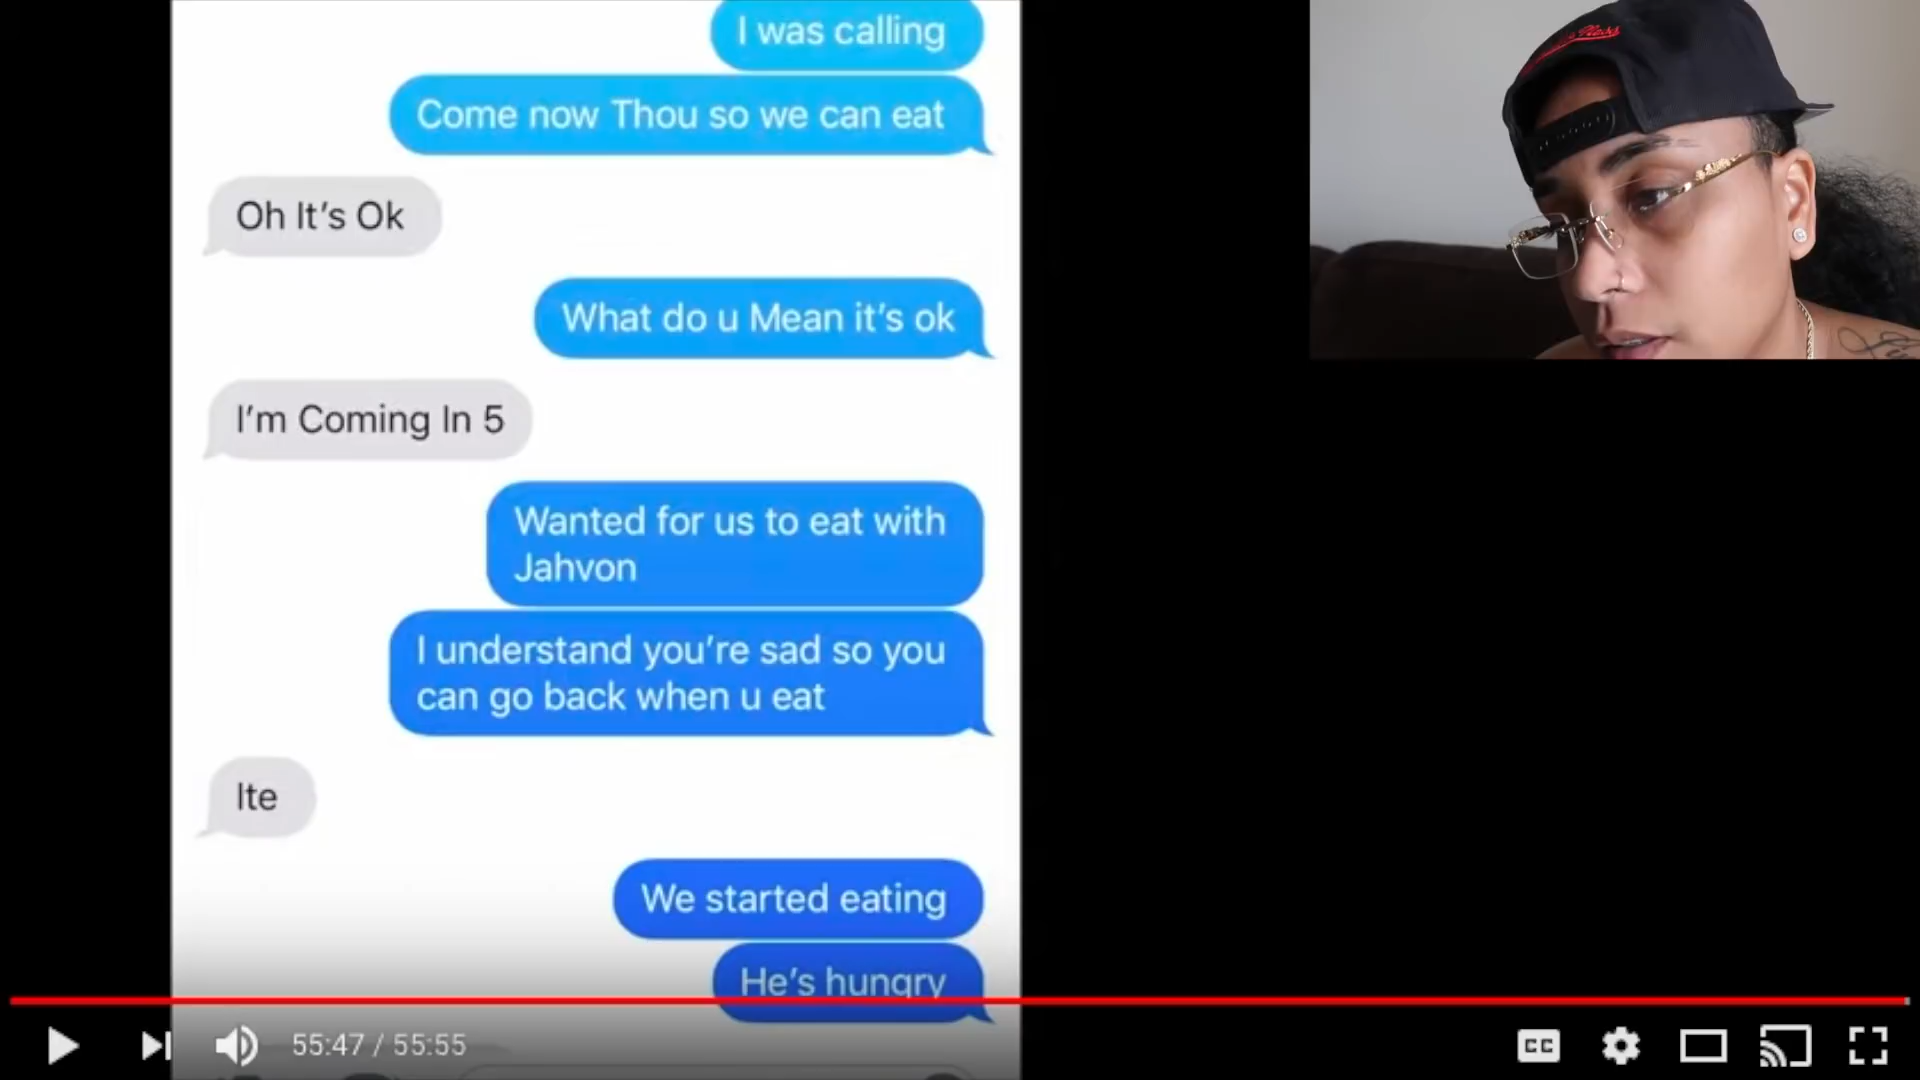 I was calling
Come now Thou so we can eat
Oh It's Ok
What do u Mean it's ok
I'm Coming In 5
Wanted for us to eat with
Jahvon
I understand you're sad so you
can go back when u eat
Ite
We started eating
He's hungry
55:47 / 55:55
CC